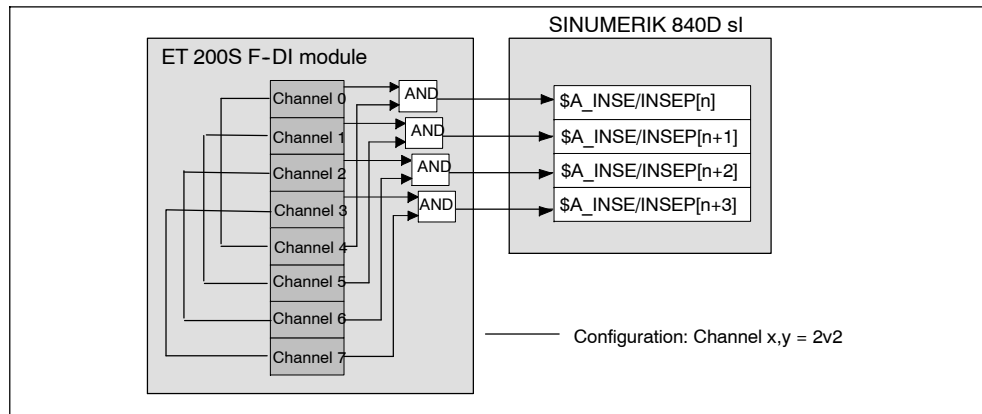 SINUMERIK 840D sl
ET 200S F-DI module
Channel 0
Channel 1
Channel 2
Channel 3
Channel 4
Channel 5
Channel 6
Channel 7
AND
AND
AND
AND
$A_INSE/INSEP[n]
$A_INSE/INSEP[n+1]
$A_INSE/INSEP[n+2]
$A_INSE/INSEP[n+3]
Configuration: Channel x,y = 2v2